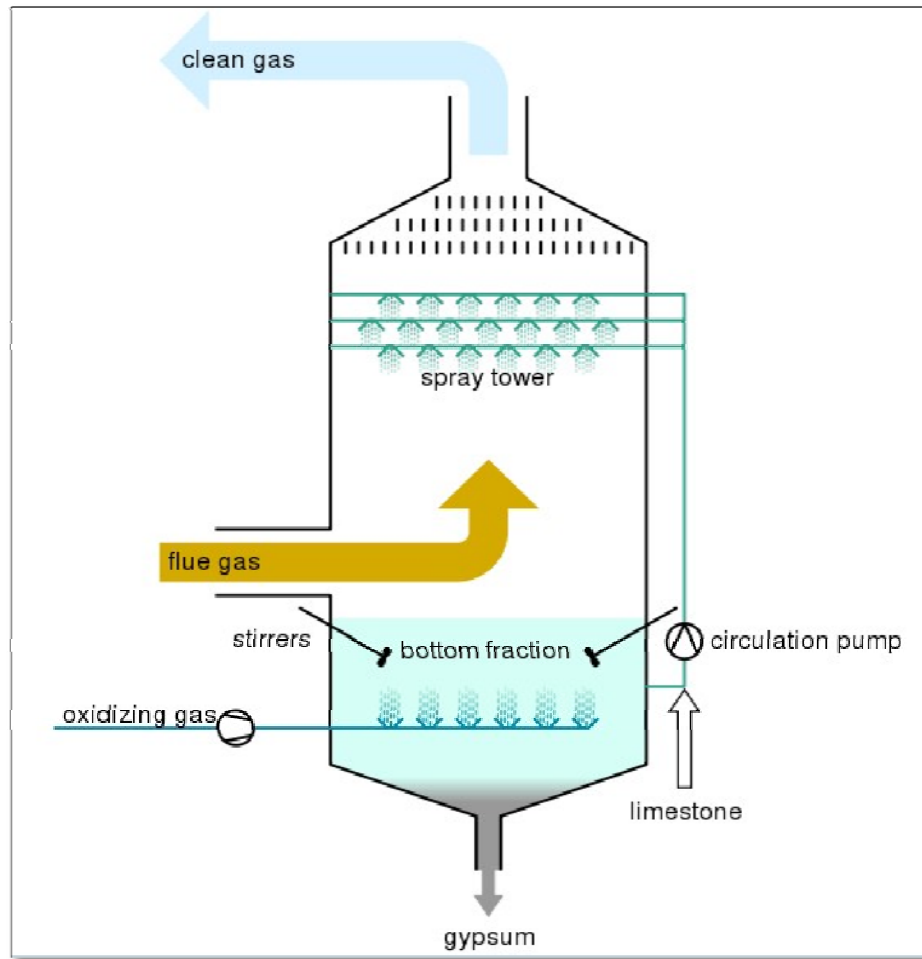 clean gas
spray tower
flue gas
stirrers
bottom fraction
circulation pump
oxidizing gas
limestone
gypsum